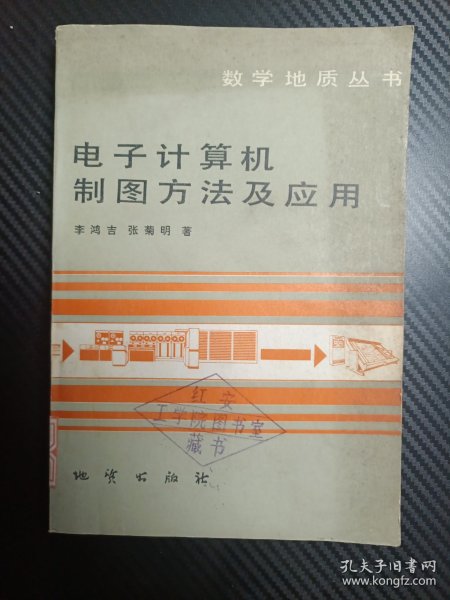 数学地质丛书
电子计算机
制图方法及应用
李鸿吉 张菊明 著
红安
工学院图书室
藏书
地质出版社
孔夫子旧书网
www.kongfz.com